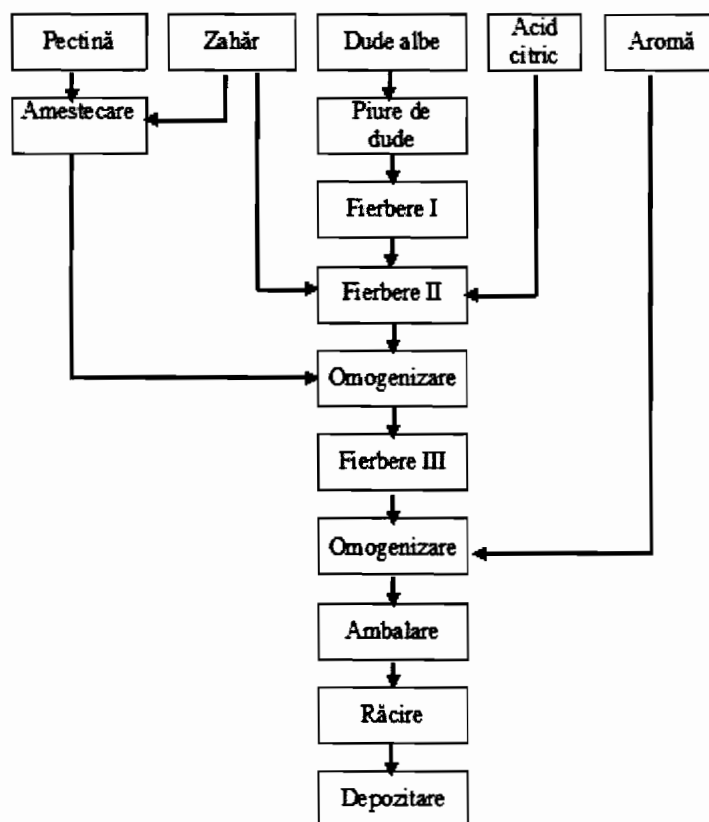 Pectină
Zahăr
Dude albe
Acid
citric
Aromă
Amestecare
Piure de
dude
Fierbere I
Fierbere II
Omogenizare
Fierbere III
Omogenizare
Ambalare
Răcire
Depozitare